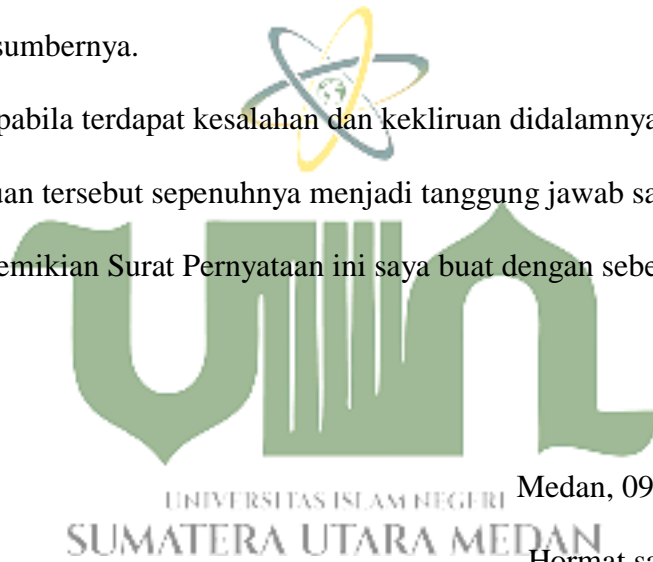 sumbernya.
pabila terdapat kesalahan dan kekliruan didalamnya
uan tersebut sepenuhnya menjadi tanggung jawab sa
emikian Surat Pernyataan ini saya buat dengan sebe
Medan, 09
UNIVERSITAS ISLAM NEGERI
SUMATERA UTARA MEDAN
Hormat sa